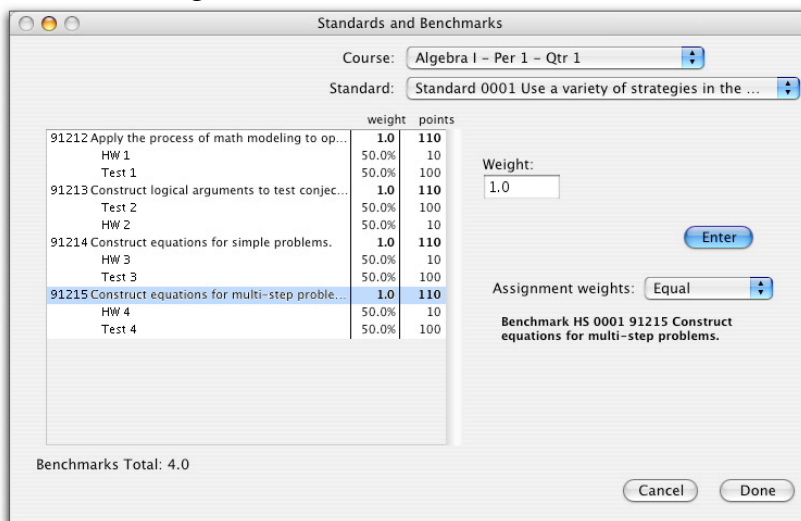 Standards and Benchmarks
Course: Algebra I - Per 1 - Qtr 1
Standard: Standard 0001 Use a variety of strategies in the ...
weight points
91212 Apply the process of math modeling to op... 1.0 110
HW 1 50.0% 10
Test 1 50.0% 100
91213 Construct logical arguments to test conjec... 1.0 110
Test 2 50.0% 100
HW 2 50.0% 10
91214 Construct equations for simple problems. 1.0 110
HW 3 50.0% 10
Test 3 50.0% 100
91215 Construct equations for multi-step proble... 1.0 110
HW 4 50.0% 10
Test 4 50.0% 100
Weight:
1.0
Enter
Assignment weights: Equal
Benchmark HS 0001 91215 Construct
equations for multi-step problems.
Benchmarks Total: 4.0
Cancel Done